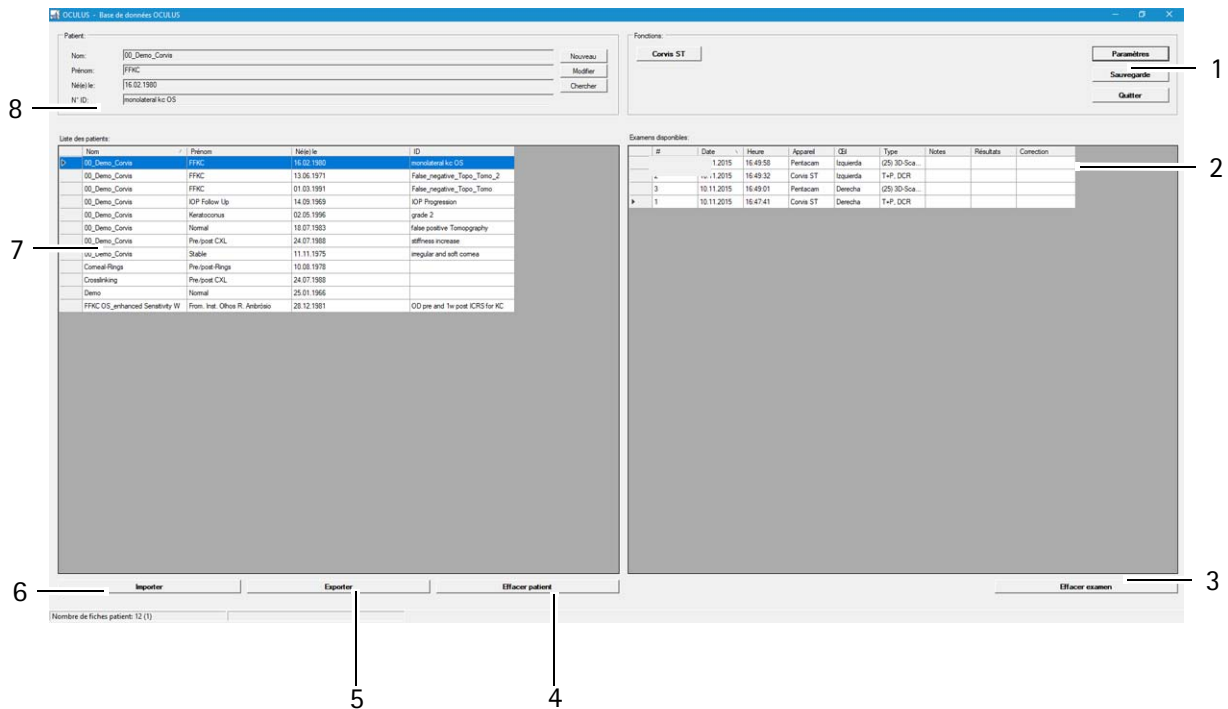 OCULUS - Base de données OCULUS
Patient:
Nom: 00_Demo_Corvis Nouveau
Prénom: FFKC Modifier
Né(e) le: 16.02.1980 Chercher
N° ID: monolateral kc OS
8
Fonctions:
Corvis ST
Paramètres
Sauvegarde
Quitter
1
Liste des patients:
Nom Prénom Né(e) le ID
00_Demo_Corvis FFKC 16.02.1980 monolateral kc OS
00_Demo_Corvis FFKC 13.06.1971 False_negative_Topo_Tomo_2
00_Demo_Corvis FFKC 01.03.1991 False_negative_Topo_Tomo
00_Demo_Corvis IOP Follow Up 14.09.1969 IOP Progression
00_Demo_Corvis Keratoconus 02.05.1996 grade 2
00_Demo_Corvis Normal 18.07.1983 false positive Tomopgraphy
00_Demo_Corvis Pre/post CXL 24.07.1988 stiffness increase
00_Demo_Corvis Stable 11.11.1975 irregular and soft cornea
Corneal-Rings Pre/post-Rings 10.08.1978
Crosslinking Pre/post CXL 24.07.1988
Demo Normal 25.01.1966
FFKC OS_enhanced Sensitivity W From. Inst. Olhos R. Ambrósio 28.12.1981 OD pre and 1w post ICRS for KC
7
Examens disponibles:
# Date Heure Appareil Œil Type Notes Résultats Correction
1.2015 16:49:58 Pentacam Izquierda (25) 3D-Sca...
2 10.11.2015 16:49:32 Corvis ST Izquierda T+P, DCR
3 10.11.2015 16:49:01 Pentacam Derecha (25) 3D-Sca...
1 10.11.2015 16:47:41 Corvis ST Derecha T+P, DCR
2
6
Importer
Exporter
Effacer patient
Effacer examen
3
Nombre de fiches patient: 12 (1)
5
4